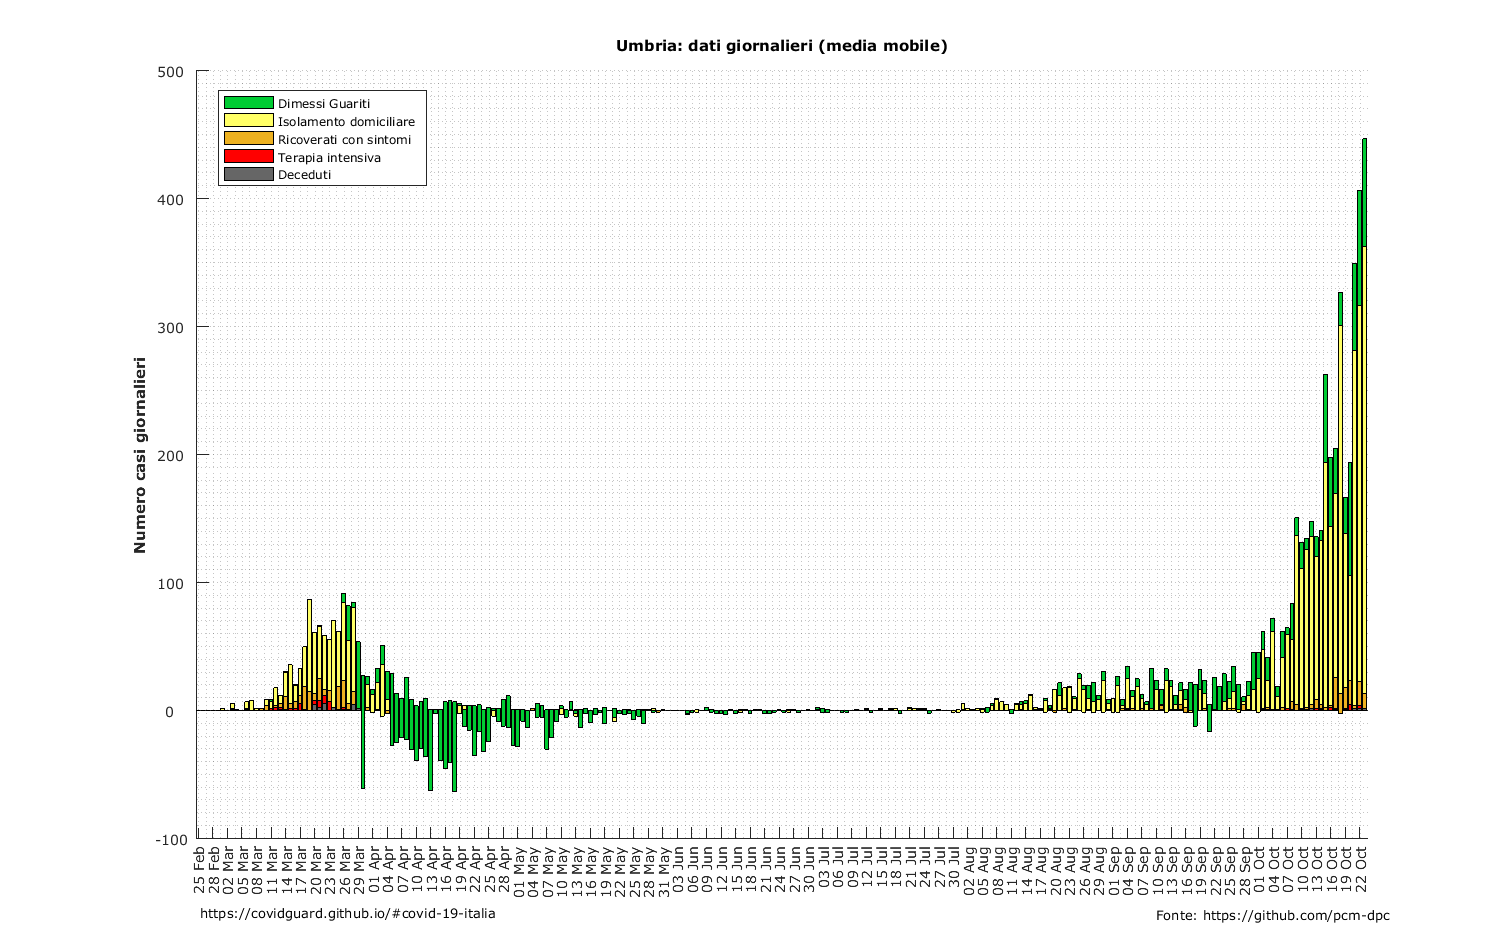 Umbria: dati giornalieri (media mobile)
500
400
300
200
100
0
-100
Numero casi giornalieri
Dimessi Guariti
Isolamento domiciliare
Ricoverati con sintomi
Terapia intensiva
Deceduti
25 Feb
28 Feb
02 Mar
05 Mar
08 Mar
11 Mar
14 Mar
17 Mar
20 Mar
23 Mar
26 Mar
29 Mar
01 Apr
04 Apr
07 Apr
10 Apr
13 Apr
16 Apr
19 Apr
22 Apr
25 Apr
28 Apr
01 May
04 May
07 May
10 May
13 May
16 May
19 May
22 May
25 May
28 May
31 May
03 Jun
06 Jun
09 Jun
12 Jun
15 Jun
18 Jun
21 Jun
24 Jun
27 Jun
30 Jun
03 Jul
06 Jul
09 Jul
12 Jul
15 Jul
18 Jul
21 Jul
24 Jul
27 Jul
30 Jul
02 Aug
05 Aug
08 Aug
11 Aug
14 Aug
17 Aug
20 Aug
23 Aug
26 Aug
29 Aug
01 Sep
04 Sep
07 Sep
10 Sep
13 Sep
16 Sep
19 Sep
22 Sep
25 Sep
28 Sep
01 Oct
04 Oct
07 Oct
10 Oct
13 Oct
16 Oct
19 Oct
22 Oct
https://covidguard.github.io/#covid-19-italia
Fonte: https://github.com/pcm-dpc